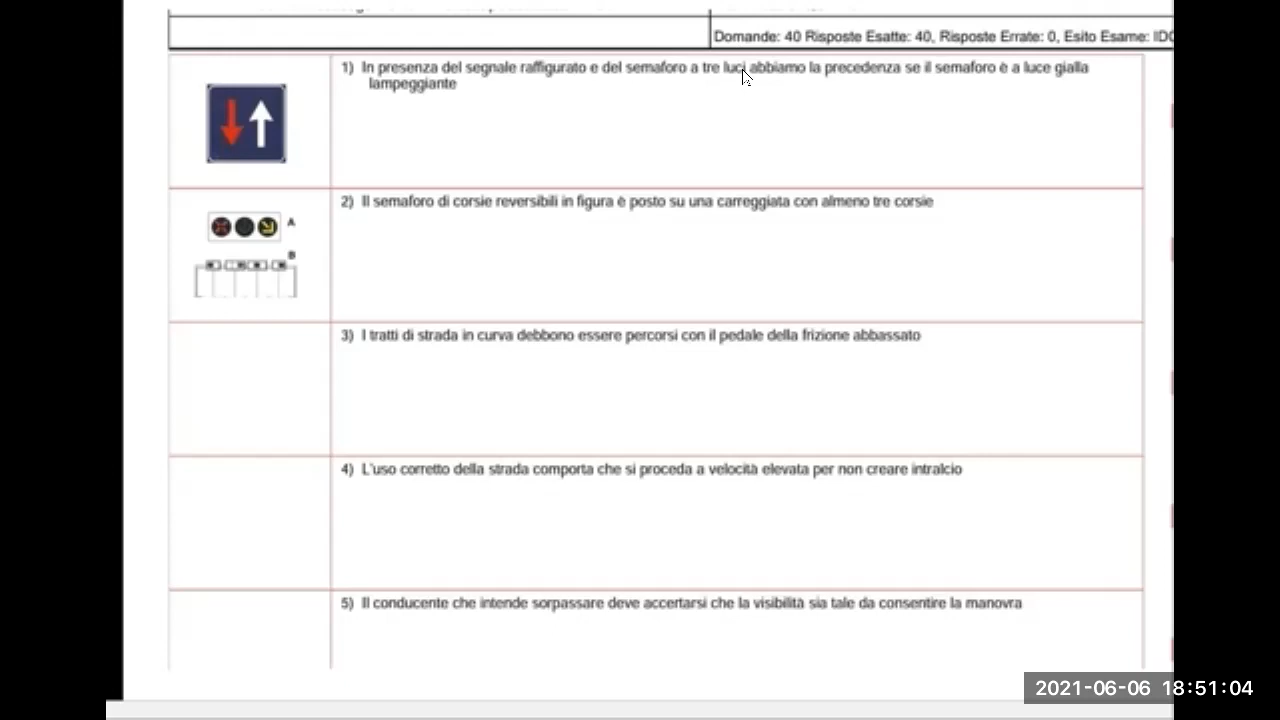 Domande: 40 Risposte Esatte: 40, Risposte Errate: 0, Esito Esame:
1) In presenza del segnale raffigurato e del semaforo a tre luci abbiamo la precedenza se il semaforo è a luce gialla
lampeggiante
2) Il semaforo di corsie reversibili in figura è posto su una carreggiata con almeno tre corsie
A
B
3) I tratti di strada in curva debbono essere percorsi con il pedale della frizione abbassato
4) L'uso corretto della strada comporta che si proceda a velocità elevata per non creare intralcio
5) Il conducente che intende sorpassare deve accertarsi che la visibilità sia tale da consentire la manovra
2021-06-06 18:51:04